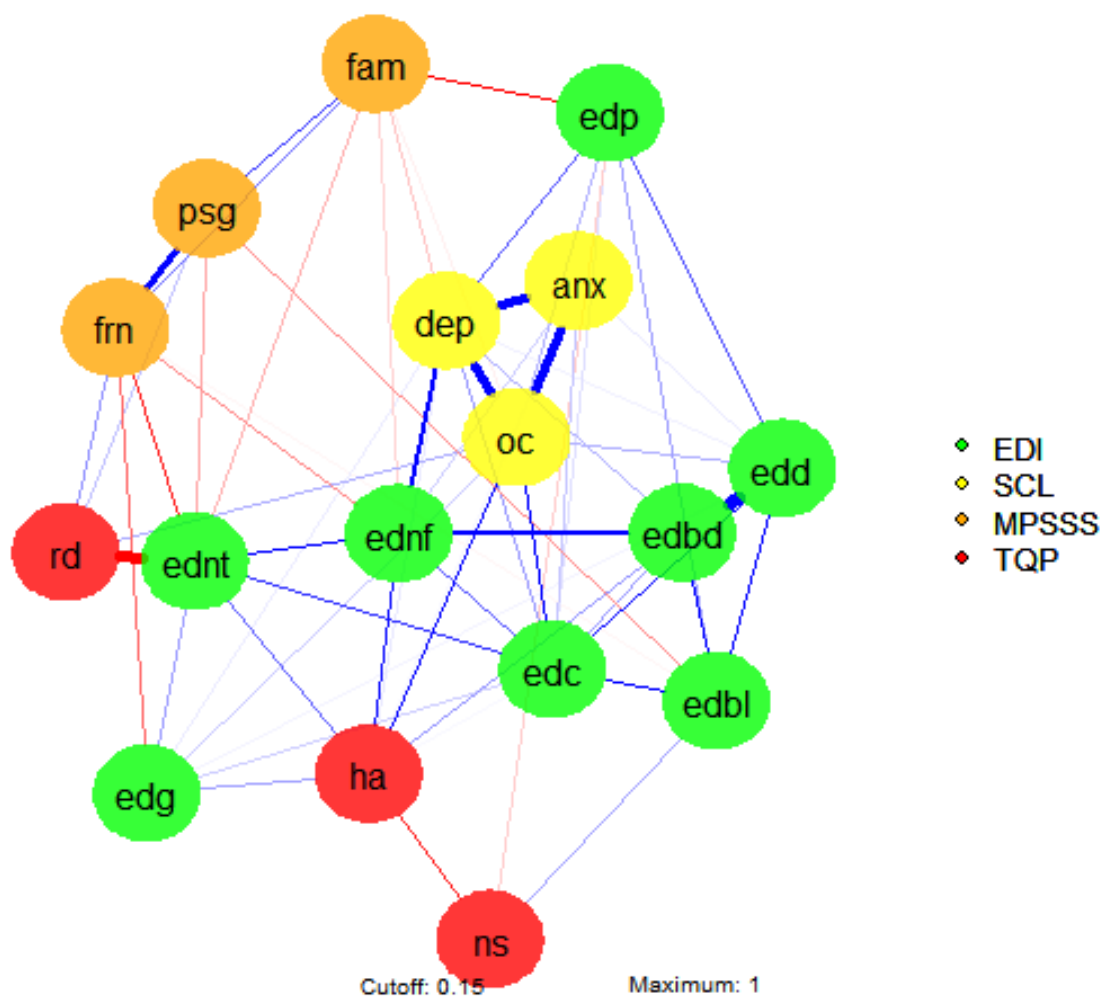 fam
edp
psg
anx
dep
frn
oc
edd
ednf
edbd
rd
ednt
edc
edbl
ha
edg
ns
EDI
SCL
MPSSS
TQP
Cutoff: 0.15
Maximum: 1